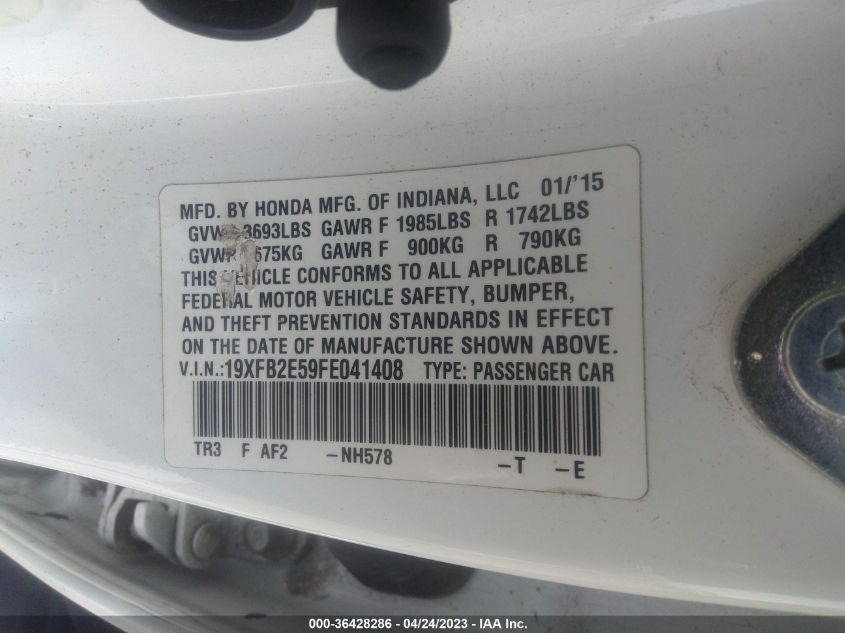 MFD. BY HONDA MFG. OF INDIANA, LLC 01/'15
3693LBS GAWR F 1985LBS R 1742LBS
GAWR F 900KG R 790KG
THIS VEHICLE CONFORMS TO ALL APPLICABLE
FEDERAL MOTOR VEHICLE SAFETY, BUMPER,
AND THEFT PREVENTION STANDARDS IN EFFECT
ON THE DATE OF MANUFACTURE SHOWN ABOVE.
V.I.N.:19XFB2E59FE041408 TYPE: PASSENGER CAR
TR3 F AF2 -NH578 -T -E
000-36428286 - 04/24/2023 - IAA Inc.